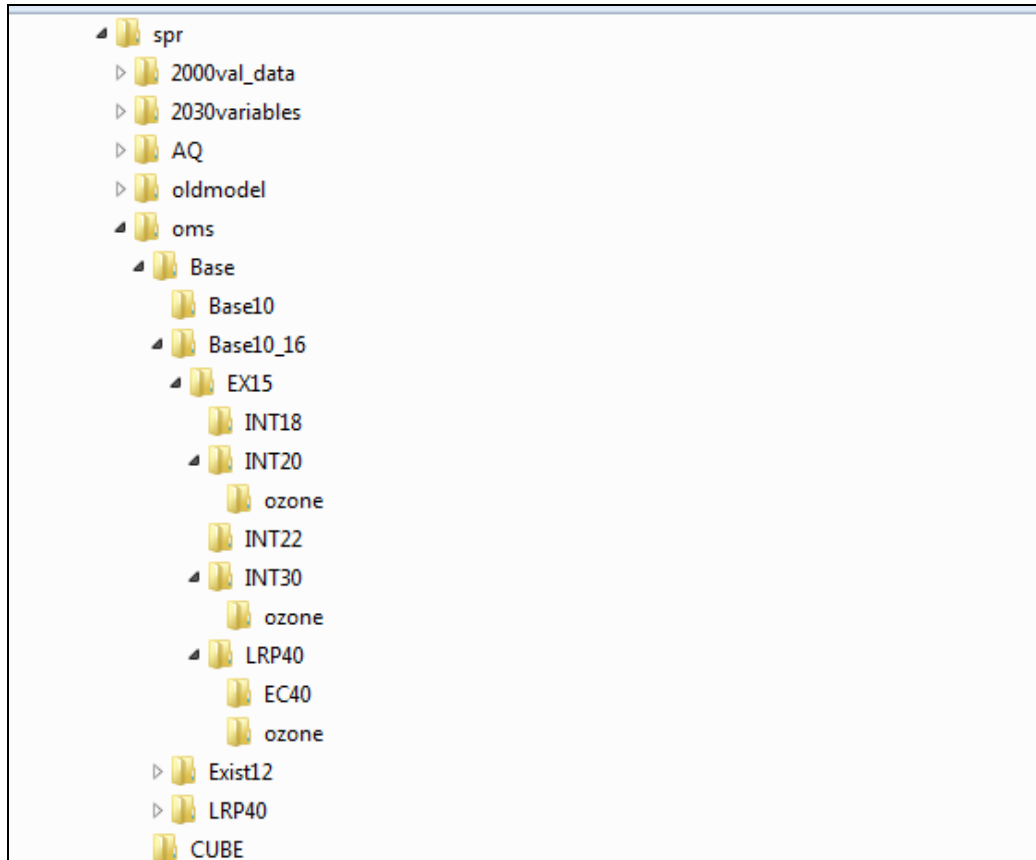 spr
2000val_data
2030variables
AQ
oldmodel
oms
Base
Base10
Base10_16
EX15
INT18
INT20
ozone
INT22
INT30
ozone
LRP40
EC40
ozone
Exist12
LRP40
CUBE